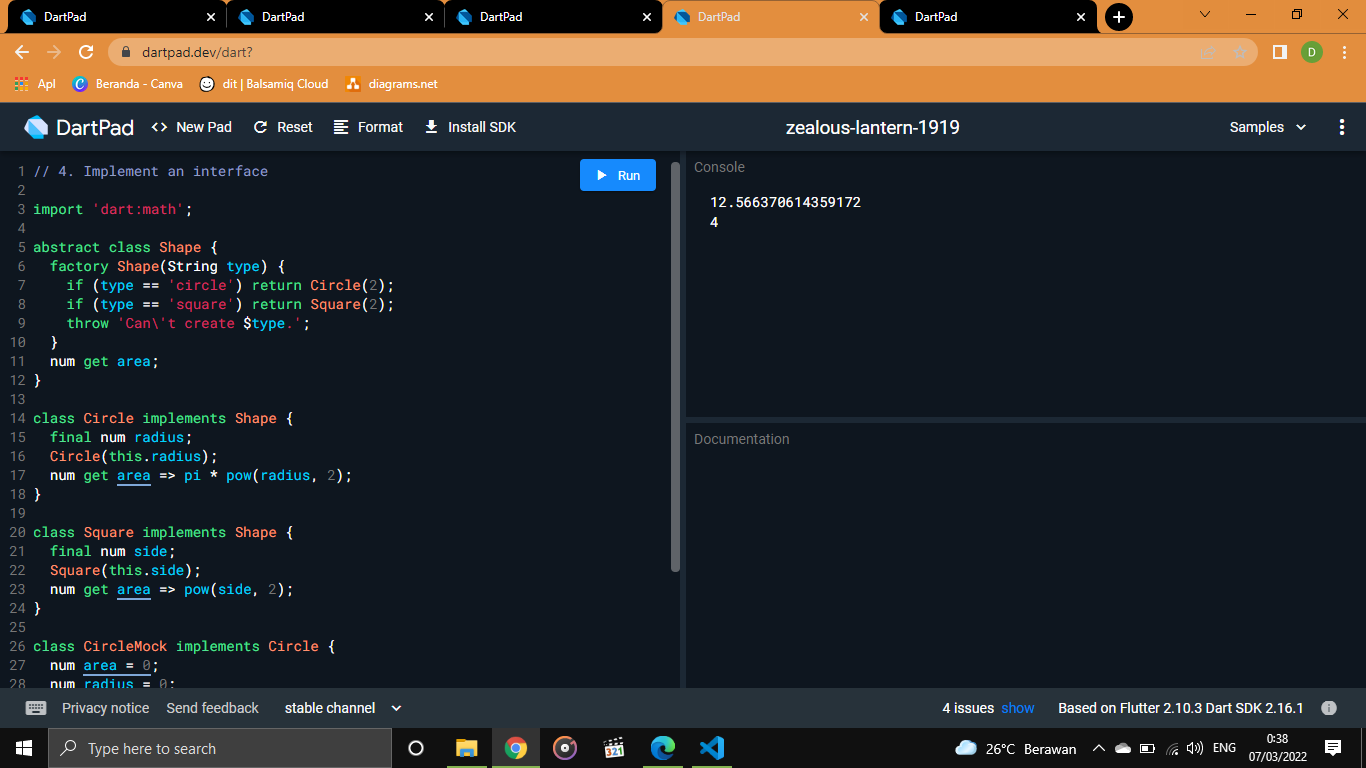 DartPad
DartPad
DartPad
DartPad
DartPad
dartpad.dev/dart?
D
Apl
Beranda - Canva
dit | Balsamiq Cloud
diagrams.net
DartPad
<> New Pad
Reset
Format
Install SDK
zealous-lantern-1919
Samples
1 // 4. Implement an interface
2
3 import 'dart:math';
4
5 abstract class Shape {
6   factory Shape(String type) {
7     if (type == 'circle') return Circle(2);
8     if (type == 'square') return Square(2);
9     throw 'Can\'t create $type.';
10   }
11   num get area;
12 }
13
14 class Circle implements Shape {
15   final num radius;
16   Circle(this.radius);
17   num get area => pi * pow(radius, 2);
18 }
19
20 class Square implements Shape {
21   final num side;
22   Square(this.side);
23   num get area => pow(side, 2);
24 }
25
26 class CircleMock implements Circle {
27   num area = 0;
28   num radius = 0;
Run
Console
12.566370614359172
4
Documentation
Privacy notice
Send feedback
stable channel
4 issues show
Based on Flutter 2.10.3 Dart SDK 2.16.1
Type here to search
321
26°C Berawan
ENG
0:38
07/03/2022